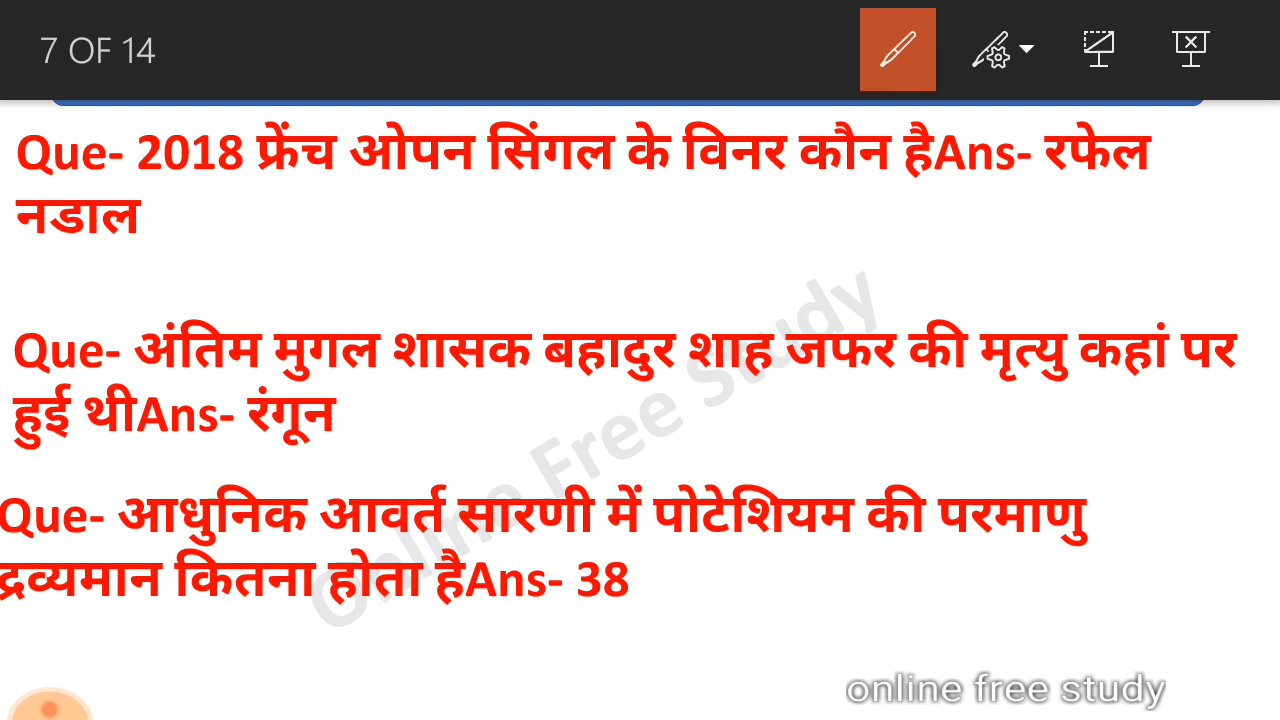 7 OF 14
Que- 2018 फ्रेंच ओपन सिंगल के विनर कौन हैAns- रफेल
नडाल
Que- अंतिम मुगल शासक बहादुर शाह जफर की मृत्यु कहां पर
हुई थीAns- रंगून
Que- आधुनिक आवर्त सारणी में पोटेशियम की परमाणु
द्रव्यमान कितना होता हैAns- 38
Online Free Study
online free study